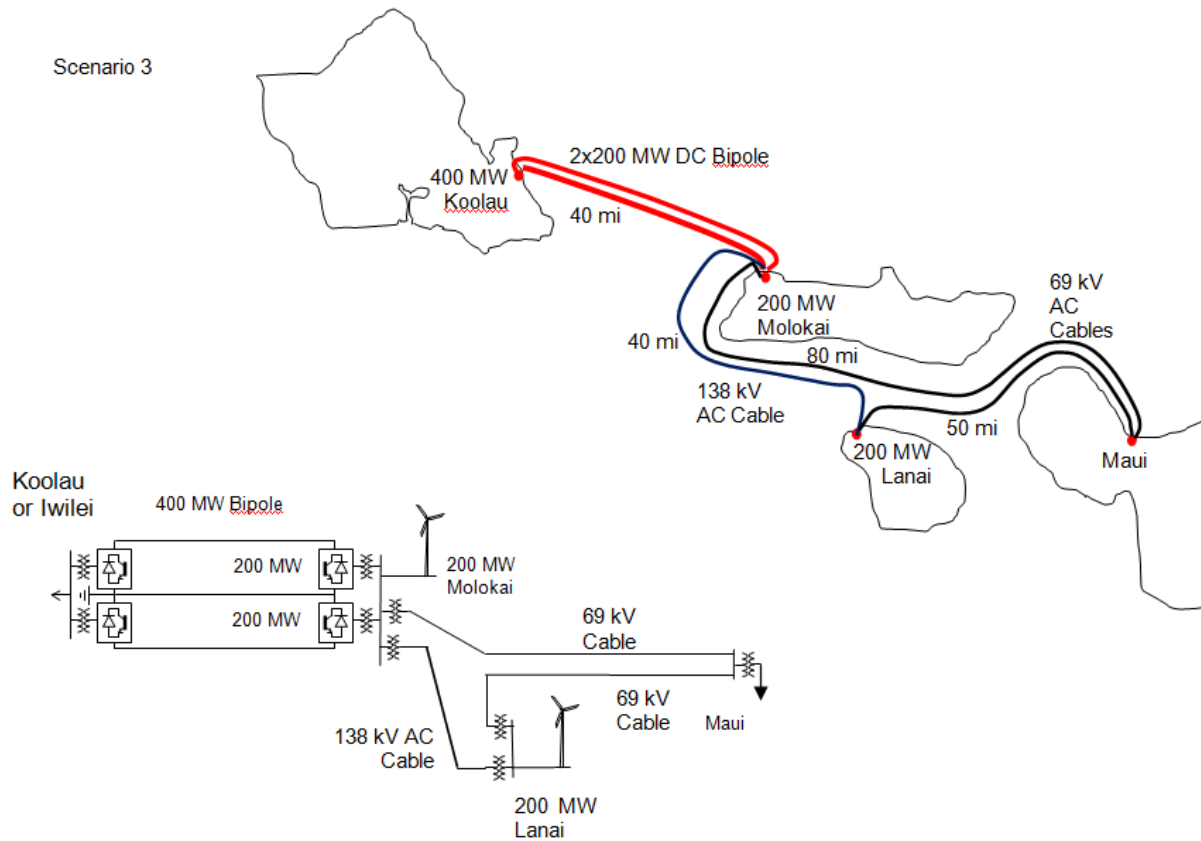 Scenario 3
2x200 MW DC Bipole
400 MW
Koolau
40 mi
200 MW
Molokai
69 kV
AC
Cables
40 mi
80 mi
138 kV
AC Cable
50 mi
200 MW
Lanai
Maui
Koolau
or Iwilei
400 MW Bipole
200 MW
200 MW
Molokai
200 MW
69 kV
Cable
69 kV
Cable
Maui
138 kV AC
Cable
200 MW
Lanai